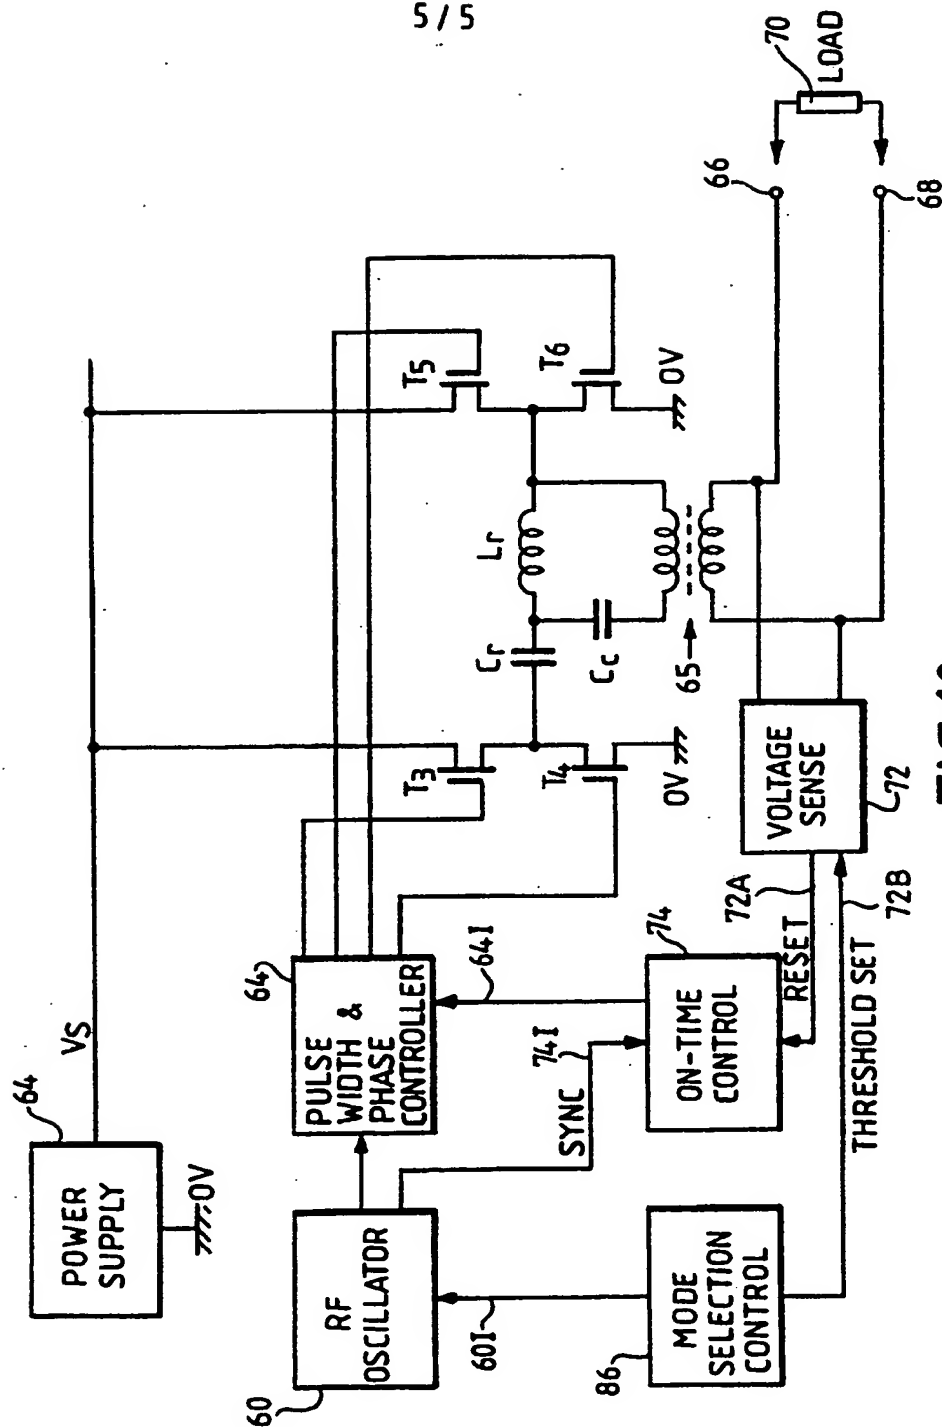 5/5
POWER
SUPPLY
64
VS
0V
RF
OSCILLATOR
60
60I
PULSE
WIDTH &
PHASE
CONTROLLER
64
64I
SYNC
74I
ON-TIME
CONTROL
74
MODE
SELECTION
CONTROL
86
RESET
72A
THRESHOLD SET
72B
VOLTAGE
SENSE
72
T3
T4
0V
Cr
Lr
Cc
65
T5
T6
0V
66
68
70
LOAD